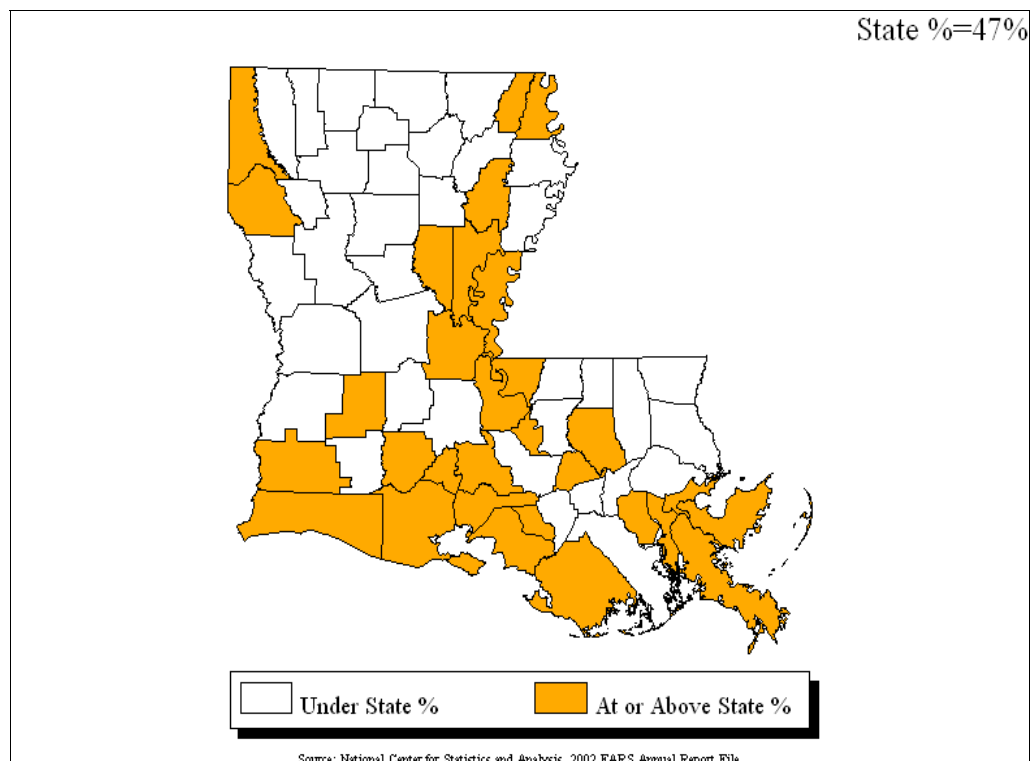 State %=47%
Under State %
At or Above State %
Source: National Center for Statistics and Analysis, 2002 FARS Annual Report File